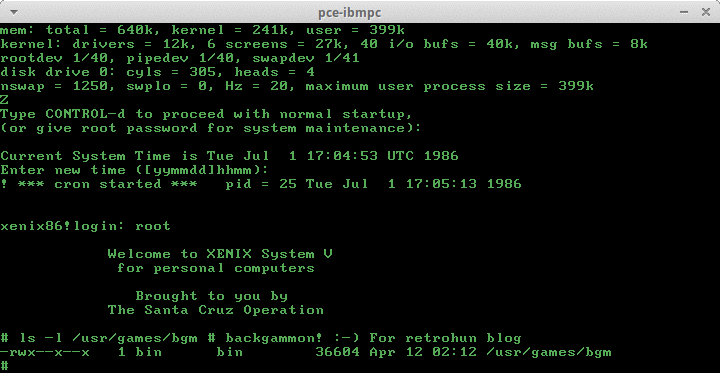 pce-ibmpc
mem: total = 640k, kernel = 241k, user = 399k
kernel: drivers = 12k, 6 screens = 27k, 40 i/o bufs = 40k, msg bufs = 8k
rootdev 1/40, pipedev 1/40, swapdev 1/41
disk drive 0: cyls = 305, heads = 4
nswap = 1250, swplo = 0, Hz = 20, maximum user process size = 399k
Z
Type CONTROL-d to proceed with normal startup,
(or give root password for system maintenance):
Current System Time is Tue Jul  1 17:04:53 UTC 1986
Enter new time ([yymmdd]hhmm):
! *** cron started ***   pid = 25 Tue Jul  1 17:05:13 1986
xenix86!login: root
Welcome to XENIX System V
for personal computers
Brought to you by
The Santa Cruz Operation
# ls -l /usr/games/bgm # backgammon! :-) For retrohun blog
-rwx--x--x   1 bin      bin        36604 Apr 12 02:12 /usr/games/bgm
#